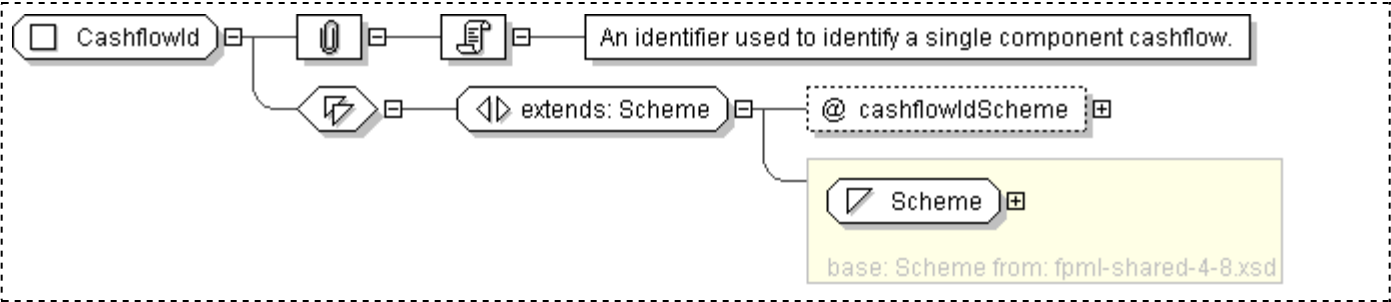 CashflowId
An identifier used to identify a single component cashflow.
extends: Scheme
@ cashflowIdScheme
Scheme
base: Scheme from: fpml-shared-4-8.xsd